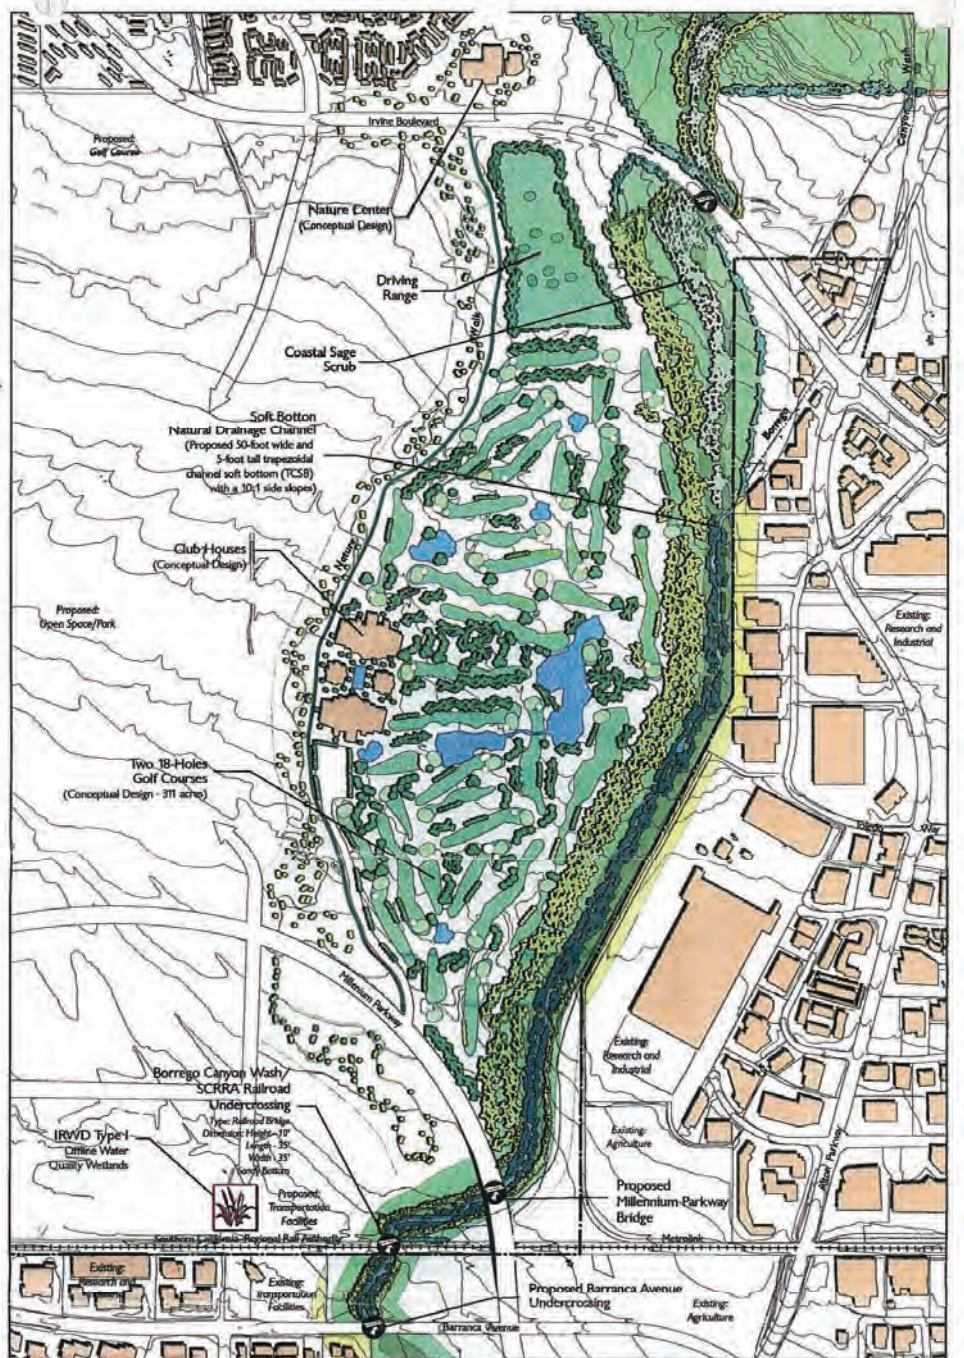 Irvine Boulevard
Canyon Wash
Proposed:
Golf Course
Nature Center
(Conceptual Design)
Driving
Range
Walk
Coastal Sage
Scrub
Borrego
Soft Botton
Natural Drainage Channel
(Proposed 50-foot wide and
5-foot tall trapezoidal
channel soft bottom (TCSB)
with a 10:1 side slopes)
Nature
Club Houses
(Conceptual Design)
Proposed:
Open Space/Park
Existing:
Research and
Industrial
Two 18-Holes
Golf Courses
(Conceptual Design - 311 acres)
Toledo Way
Millenium Parkway
Existing:
Research and
Industrial
Borrego Canyon Wash/
SCRRA Railroad
Undercrossing
Type: Railroad Bridge
Dimension: Height - 10'
Length - 35'
Width - 35'
Sandy Bottom
IRWD Type I
Offline Water
Quality Wetlands
Existing:
Agriculture
Alton Parkway
Proposed:
Transportation
Facilities
Proposed
Millennium Parkway
Bridge
Southern California Regional Rail Authority
Metrolink
Existing:
Research and
Existing:
Transportation
Facilities
Proposed Barranca Avenue
Undercrossing
Existing:
Agriculture
Barranca Avenue